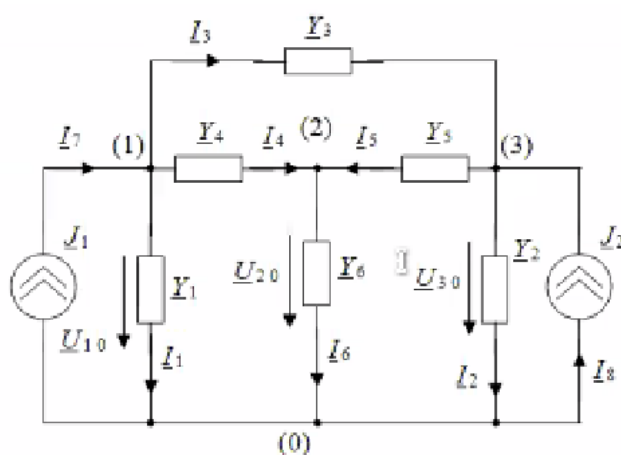 I3 Y3
I7 (1) Y4 I4 (2) I5 Y5 (3)
J1 Y1 U20 Y6 U30 Y2 J2
U10 I1 I6 I2 I8
(0)